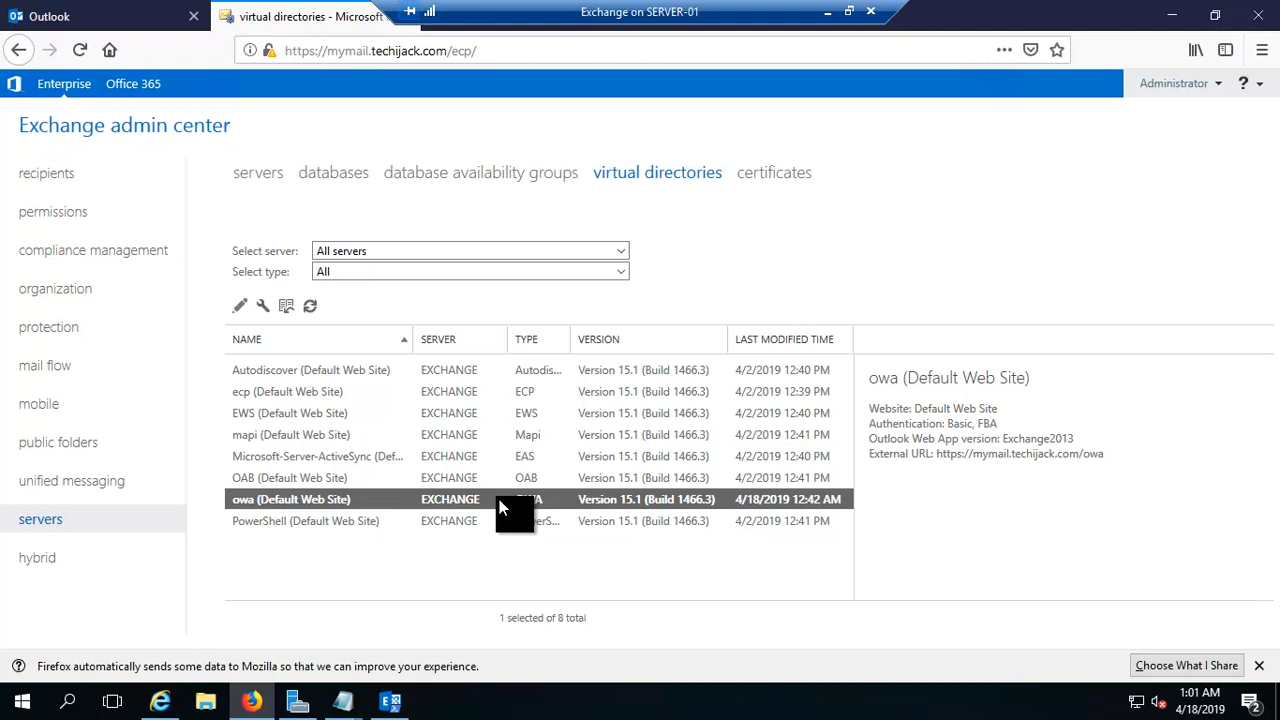 Outlook
virtual directories - Microsoft
Exchange on SERVER-01
https://mymail.techijack.com/ecp/
Enterprise Office 365
Administrator ?
Exchange admin center
recipients
permissions
compliance management
organization
protection
mail flow
mobile
public folders
unified messaging
servers
hybrid
servers databases database availability groups virtual directories certificates
Select server: All servers
Select type: All
NAME SERVER TYPE VERSION LAST MODIFIED TIME
Autodiscover (Default Web Site) EXCHANGE Autodis... Version 15.1 (Build 1466.3) 4/2/2019 12:40 PM
ecp (Default Web Site) EXCHANGE ECP Version 15.1 (Build 1466.3) 4/2/2019 12:39 PM
EWS (Default Web Site) EXCHANGE EWS Version 15.1 (Build 1466.3) 4/2/2019 12:40 PM
mapi (Default Web Site) EXCHANGE Mapi Version 15.1 (Build 1466.3) 4/2/2019 12:41 PM
Microsoft-Server-ActiveSync (Def... EXCHANGE EAS Version 15.1 (Build 1466.3) 4/2/2019 12:40 PM
OAB (Default Web Site) EXCHANGE OAB Version 15.1 (Build 1466.3) 4/2/2019 12:41 PM
owa (Default Web Site) EXCHANGE Version 15.1 (Build 1466.3) 4/18/2019 12:42 AM
PowerShell (Default Web Site) EXCHANGE Version 15.1 (Build 1466.3) 4/2/2019 12:41 PM
1 selected of 8 total
owa (Default Web Site)
Website: Default Web Site
Authentication: Basic, FBA
Outlook Web App version: Exchange2013
External URL: https://mymail.techijack.com/owa
Firefox automatically sends some data to Mozilla so that we can improve your experience.
Choose What I Share
1:01 AM
4/18/2019
2